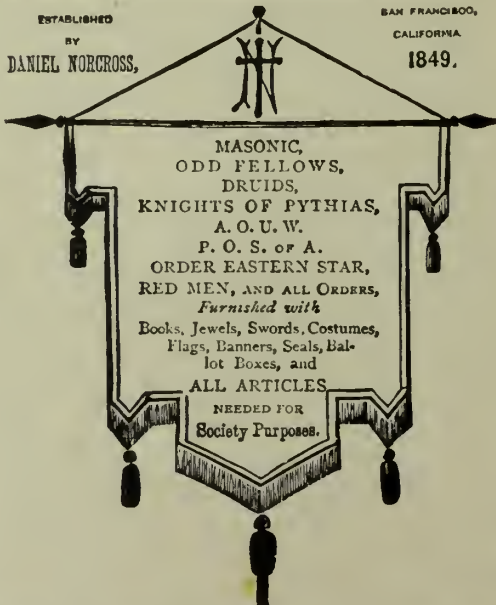 ESTABLISHED
BY
DANIEL NORCROSS,
SAN FRANCISCO,
CALIFORNIA
1849.
MASONIC,
ODD FELLOWS,
DRUIDS,
KNIGHTS OF PYTHIAS,
A. O. U. W.
P. O. S. OF A.
ORDER EASTERN STAR,
RED MEN, AND ALL ORDERS,
Furnished with
Books, Jewels, Swords, Costumes,
Flags, Banners, Seals, Bal-
lot Boxes, and
ALL ARTICLES
NEEDED FOR
Society Purposes.